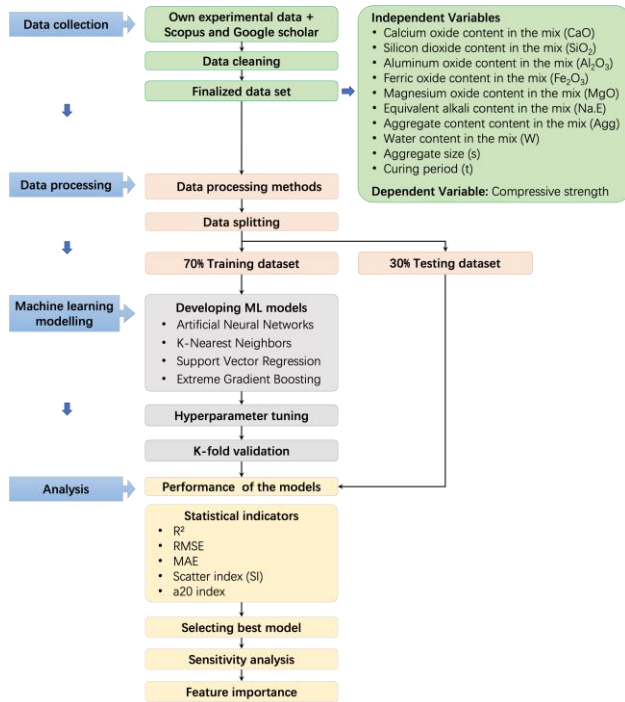 Data collection
Own experimental data +
Scopus and Google scholar
Data cleaning
Finalized data set
Independent Variables
• Calcium oxide content in the mix (CaO)
• Silicon dioxide content in the mix (SiO₂)
• Aluminum oxide content in the mix (Al₂O₃)
• Ferric oxide content in the mix (Fe₂O₃)
• Magnesium oxide content in the mix (MgO)
• Equivalent alkali content in the mix (Na.E)
• Aggregate content content in the mix (Agg)
• Water content in the mix (W)
• Aggregate size (s)
• Curing period (t)
Dependent Variable: Compressive strength
Data processing
Data processing methods
Data splitting
70% Training dataset
30% Testing dataset
Machine learning
modelling
Developing ML models
• Artificial Neural Networks
• K-Nearest Neighbors
• Support Vector Regression
• Extreme Gradient Boosting
Hyperparameter tuning
K-fold validation
Analysis
Performance of the models
Statistical indicators
• R²
• RMSE
• MAE
• Scatter index (SI)
• a20 index
Selecting best model
Sensitivity analysis
Feature importance